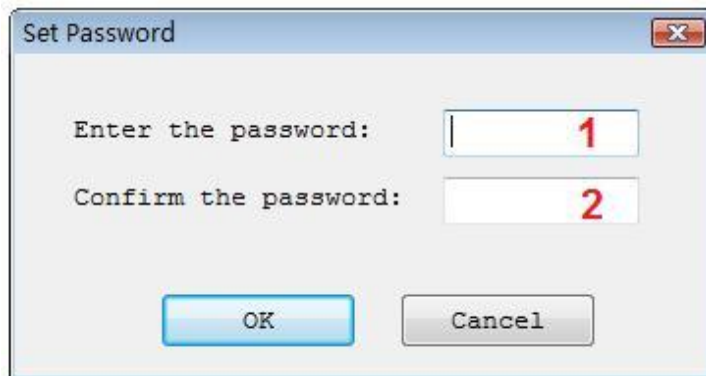 Set Password
Enter the password: 1
Confirm the password: 2
OK Cancel